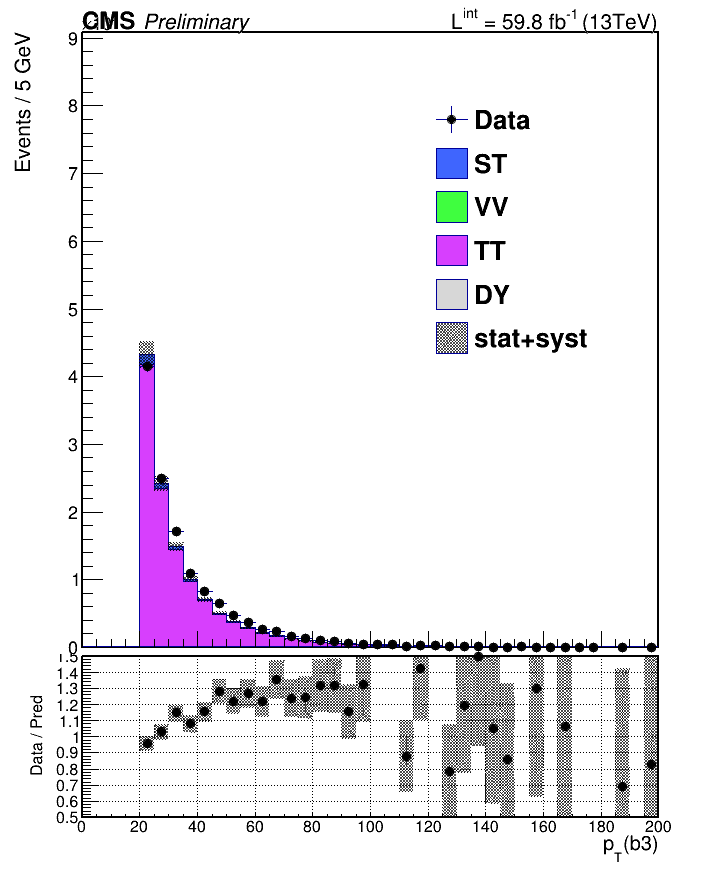 CMS Preliminary L^int = 59.8 fb^-1 (13TeV)
Events / 5 GeV
9
8
7
6
5
4
3
2
1
0
Data
ST
VV
TT
DY
stat+syst
Data / Pred
1.5
1.4
1.3
1.2
1.1
1
0.9
0.8
0.7
0.6
0.5
0 20 40 60 80 100 120 140 160 180 200
p_T(b3)